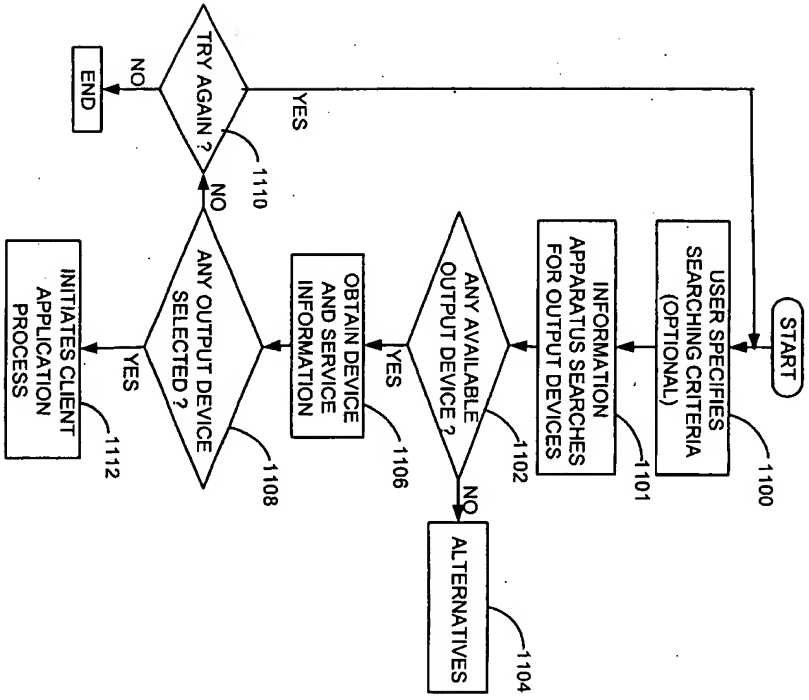 START
USER SPECIFIES
SEARCHING CRITERIA
(OPTIONAL)
1100
INFORMATION
APPARATUS SEARCHES
FOR OUTPUT DEVICES
1101
ANY AVAILABLE
OUTPUT DEVICE ?
1102
NO
ALTERNATIVES
1104
YES
OBTAIN DEVICE
AND SERVICE
INFORMATION
1106
ANY OUTPUT DEVICE
SELECTED ?
1108
NO
TRY AGAIN ?
1110
YES
NO
END
YES
INITIATES CLIENT
APPLICATION
PROCESS
1112